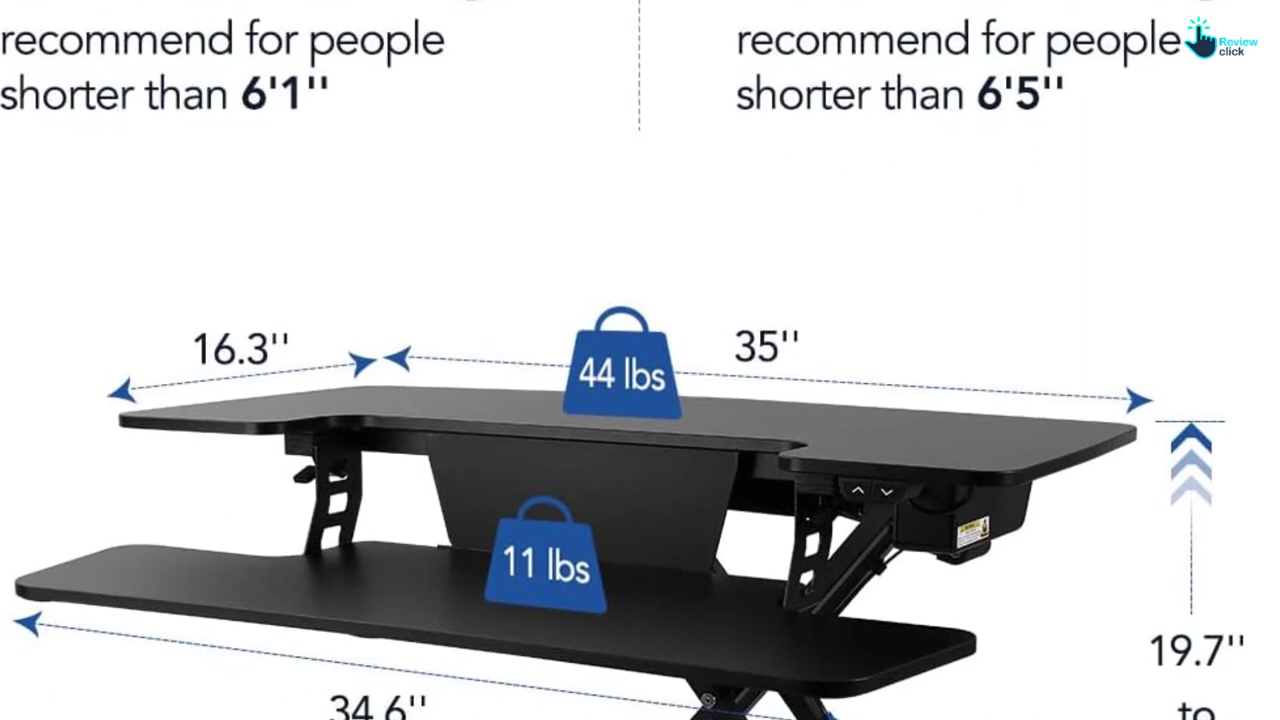 recommend for people
shorter than 6'1''
recommend for people
shorter than 6'5''
Review
click
16.3''
44 lbs
35''
11 lbs
19.7''
to
34.6''